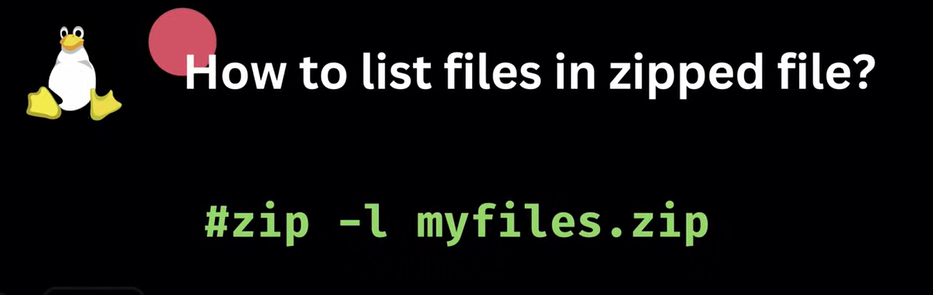 How to list files in zipped file?
#zip -l myfiles.zip